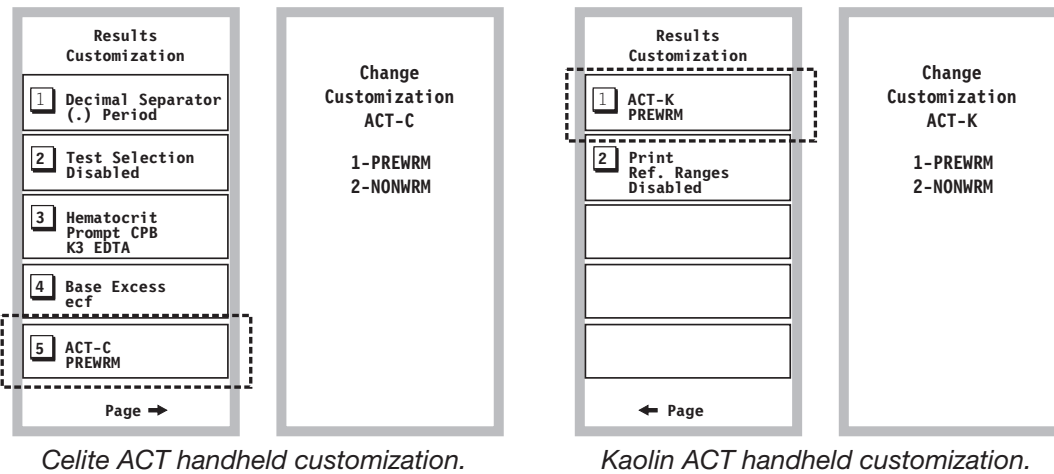 Results
Customization
1 Decimal Separator
(.) Period
2 Test Selection
Disabled
3 Hematocrit
Prompt CPB
K3 EDTA
4 Base Excess
ecf
5 ACT-C
PREWRM
Page →
Change
Customization
ACT-C
1-PREWRM
2-NONWRM
Celite ACT handheld customization.
Results
Customization
1 ACT-K
PREWRM
2 Print
Ref. Ranges
Disabled
← Page
Change
Customization
ACT-K
1-PREWRM
2-NONWRM
Kaolin ACT handheld customization.